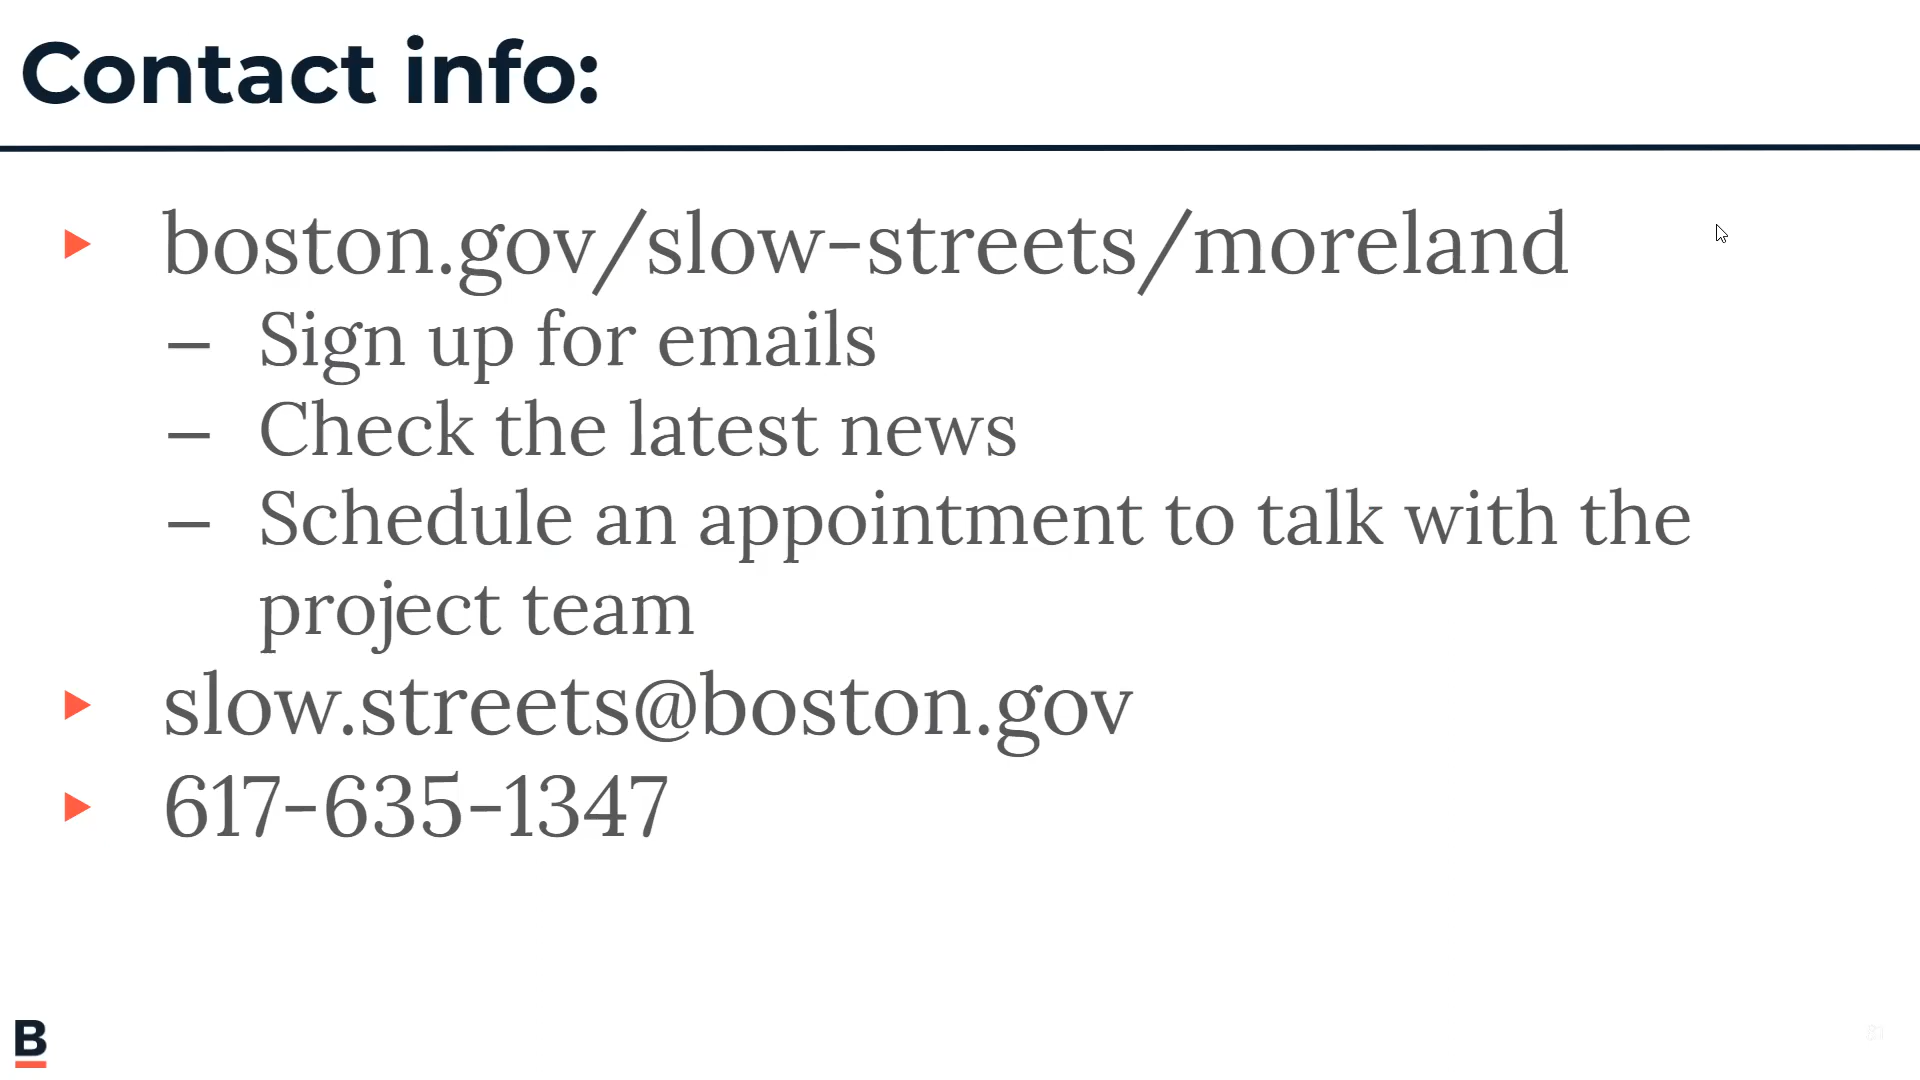 Contact info:
boston.gov/slow-streets/moreland
– Sign up for emails
– Check the latest news
– Schedule an appointment to talk with the
project team
slow.streets@boston.gov
617-635-1347
B